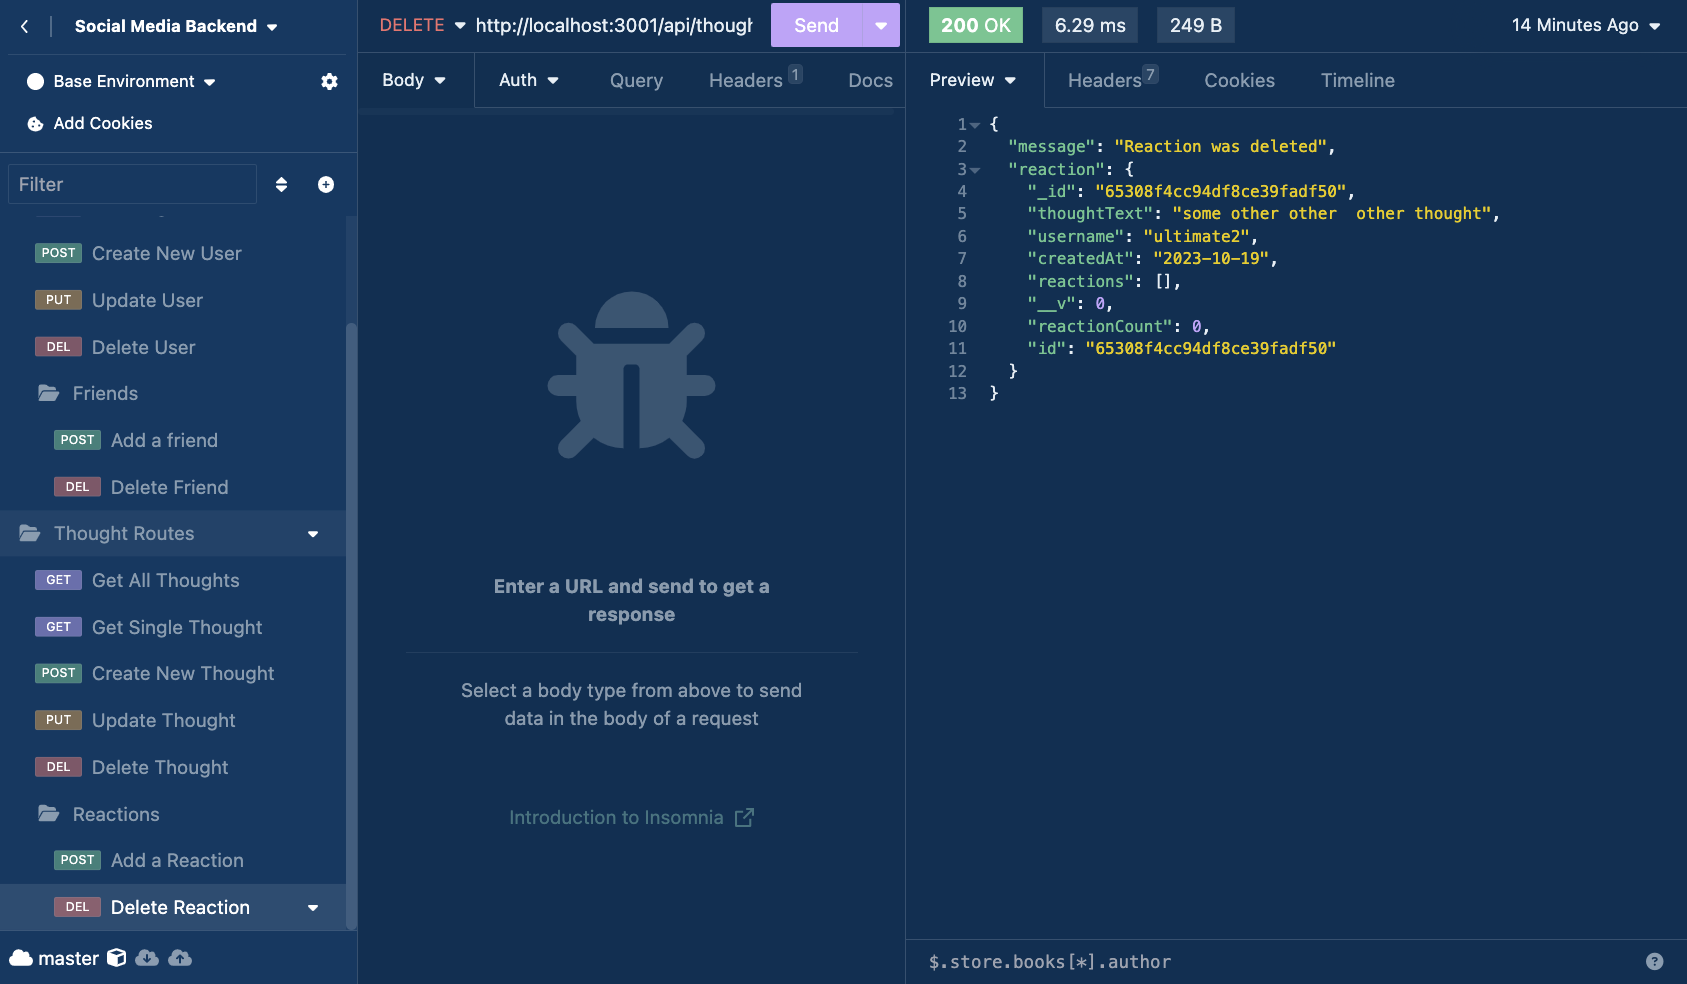 Social Media Backend
Base Environment
Add Cookies
Filter
POST Create New User
PUT Update User
DEL Delete User
Friends
POST Add a friend
DEL Delete Friend
Thought Routes
GET Get All Thoughts
GET Get Single Thought
POST Create New Thought
PUT Update Thought
DEL Delete Thought
Reactions
POST Add a Reaction
DEL Delete Reaction
master
DELETE http://localhost:3001/api/though Send
Body Auth Query Headers 1 Docs
Enter a URL and send to get a
response
Select a body type from above to send
data in the body of a request
Introduction to Insomnia
200 OK 6.29 ms 249 B 14 Minutes Ago
Preview Headers 7 Cookies Timeline
1 {
2 "message": "Reaction was deleted",
3 "reaction": {
4 "_id": "65308f4cc94df8ce39fadf50",
5 "thoughtText": "some other other  other thought",
6 "username": "ultimate2",
7 "createdAt": "2023-10-19",
8 "reactions": [],
9 "__v": 0,
10 "reactionCount": 0,
11 "id": "65308f4cc94df8ce39fadf50"
12 }
13 }
$.store.books[*].author ?